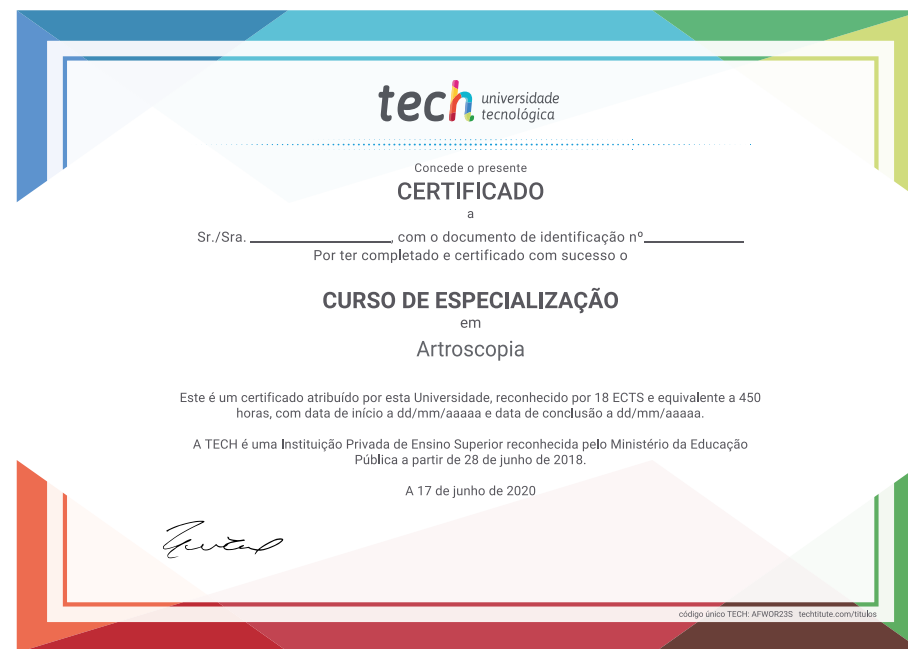 tech universidade
tecnológica
Concede o presente
CERTIFICADO
a
Sr./Sra. ____________, com o documento de identificação nº________
Por ter completado e certificado com sucesso o
CURSO DE ESPECIALIZAÇÃO
em
Artroscopia
Este é um certificado atribuído por esta Universidade, reconhecido por 18 ECTS e equivalente a 450
horas, com data de início a dd/mm/aaaaa e data de conclusão a dd/mm/aaaaa.
A TECH é uma Instituição Privada de Ensino Superior reconhecida pelo Ministério da Educação
Pública a partir de 28 de junho de 2018.
A 17 de junho de 2020
código único TECH: AFWOR23S techtitute.com/titulos